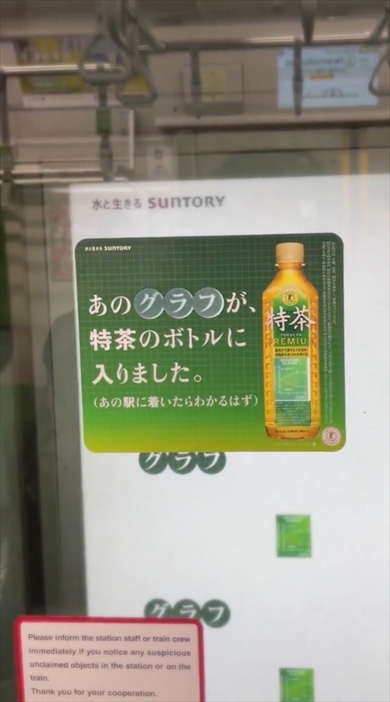 水と生きる SUNTORY
水と生きる SUNTORY
あのグラフが、
特茶のボトルに
入りました。
(あの駅に着いたらわかるはず)
特茶
TOKUCHA
REMIU
グラフ
グラフ
Please inform the station staff or train crew
immediately if you notice any suspicious
unclaimed objects in the station or on the
train.
Thank you for your cooperation.